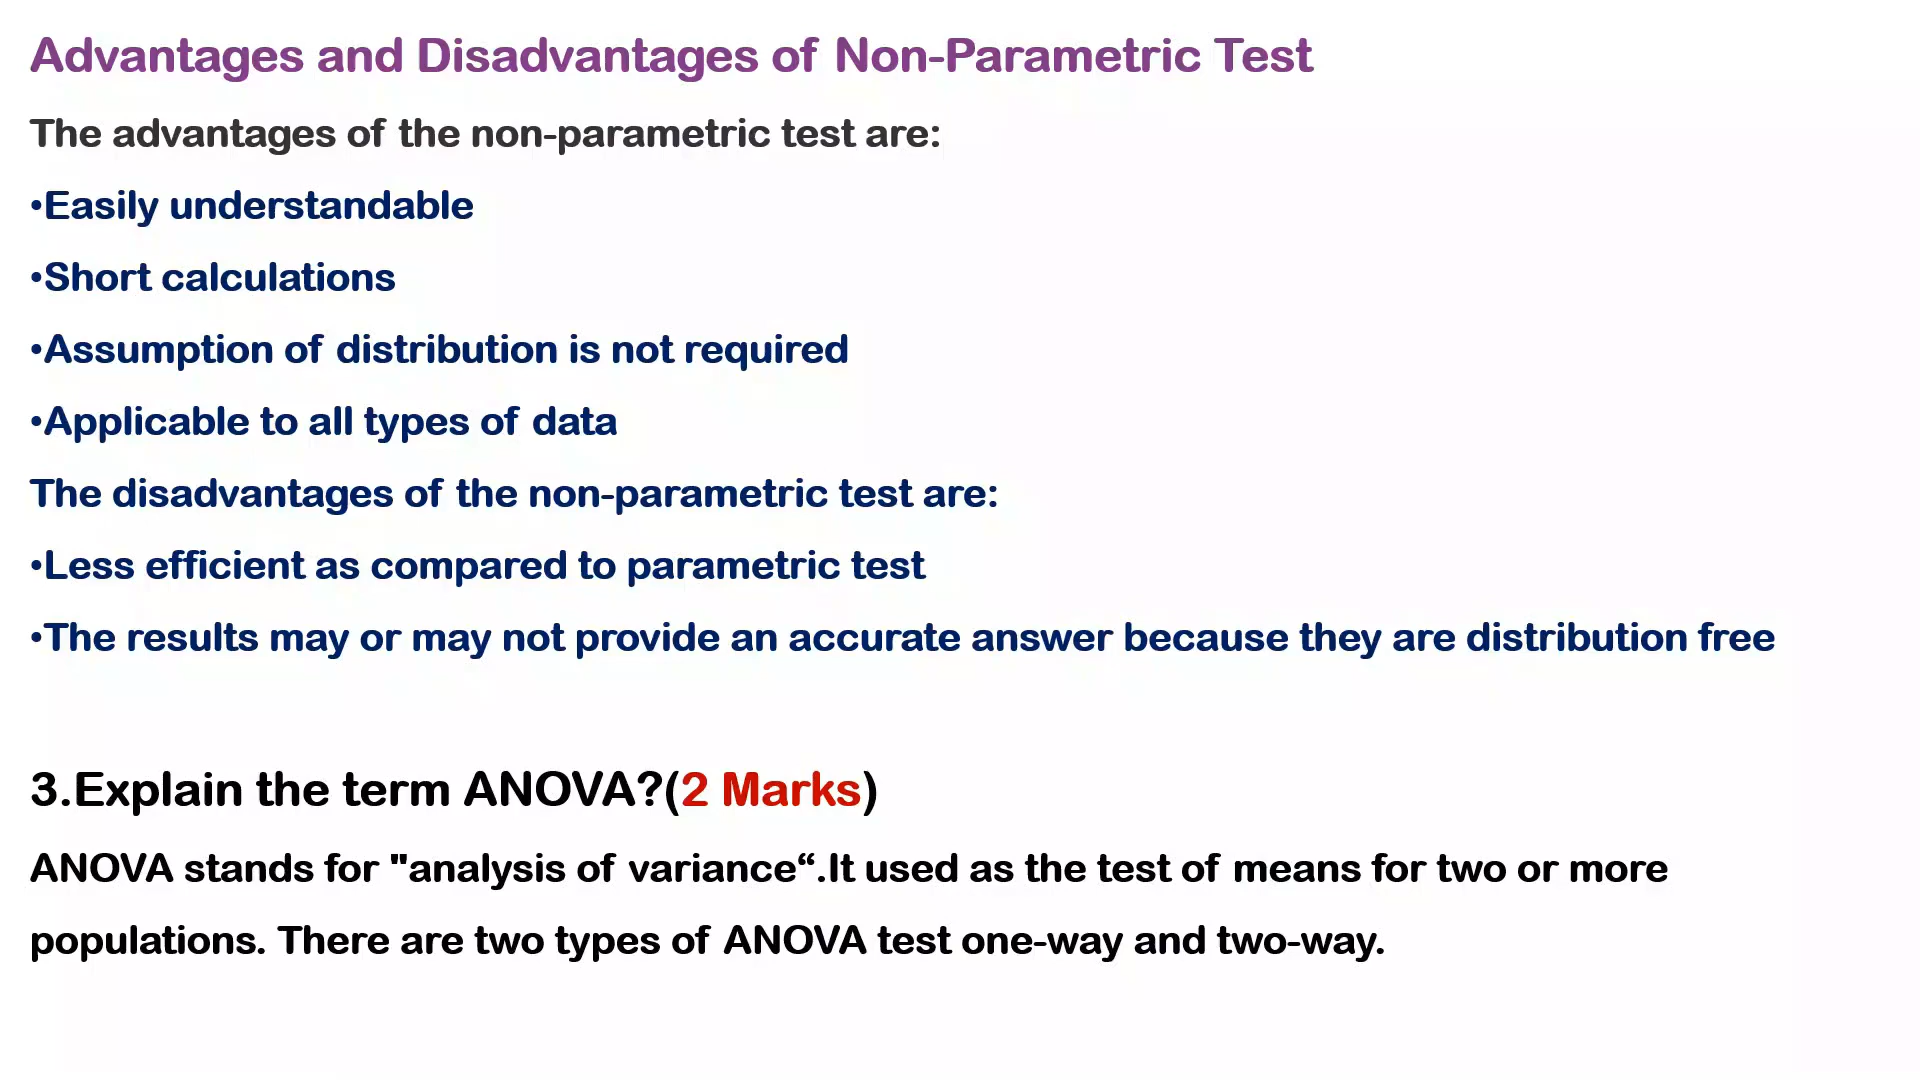 Advantages and Disadvantages of Non-Parametric Test
The advantages of the non-parametric test are:
•Easily understandable
•Short calculations
•Assumption of distribution is not required
•Applicable to all types of data
The disadvantages of the non-parametric test are:
•Less efficient as compared to parametric test
•The results may or may not provide an accurate answer because they are distribution free
3.Explain the term ANOVA?(2 Marks)
ANOVA stands for "analysis of variance“.It used as the test of means for two or more
populations. There are two types of ANOVA test one-way and two-way.